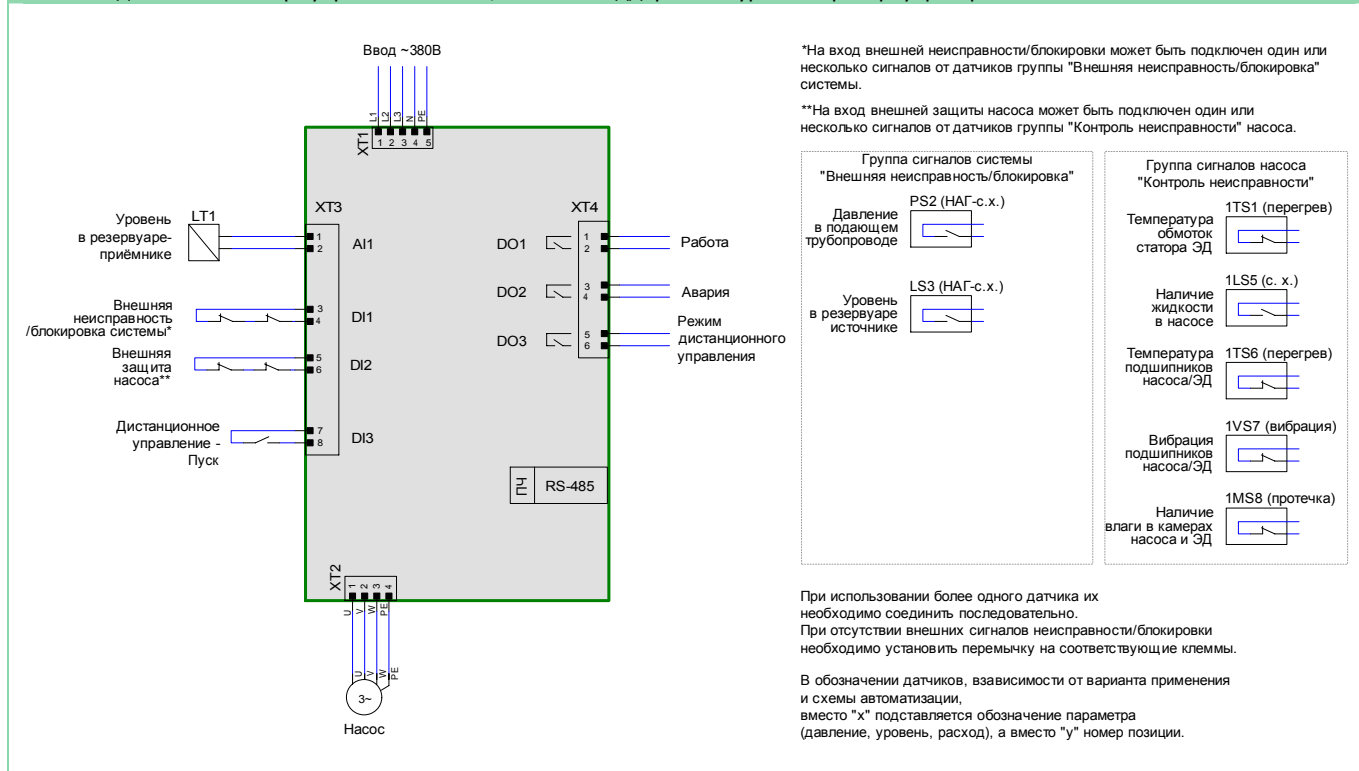 Ввод ~380В
L1
L2
L3
N
PE
XT1
1 2 3 4 5
XT3
XT4
Уровень
в резервуаре-
приёмнике
LT1
1
2
AI1
Внешняя
неисправность
/блокировка системы*
3
4
DI1
Внешняя
защита
насоса**
5
6
DI2
Дистанционное
управление -
Пуск
7
8
DI3
DO1
1
2
Работа
DO2
3
4
Авария
DO3
5
6
Режим
дистанционного
управления
ПЧ
RS-485
XT2
1 2 3 4
U
V
W
PE
U
V
W
PE
3~
Насос
*На вход внешней неисправности/блокировки может быть подключен один или
несколько сигналов от датчиков группы "Внешняя неисправность/блокировка"
системы.
**На вход внешней защиты насоса может быть подключен один или
несколько сигналов от датчиков группы "Контроль неисправности" насоса.
Группа сигналов системы
"Внешняя неисправность/блокировка"
Давление
в подающем
трубопроводе
PS2 (НАГ-с.х.)
Уровень
в резервуаре
источнике
LS3 (НАГ-с.х.)
Группа сигналов насоса
"Контроль неисправности"
Температура
обмоток
статора ЭД
1TS1 (перегрев)
Наличие
жидкости
в насосе
1LS5 (с. х.)
Температура
подшипников
насоса/ЭД
1TS6 (перегрев)
Вибрация
подшипников
насоса/ЭД
1VS7 (вибрация)
Наличие
влаги в камерах
насоса и ЭД
1MS8 (протечка)
При использовании более одного датчика их
необходимо соединить последовательно.
При отсутствии внешних сигналов неисправности/блокировки
необходимо установить перемычку на соответствующие клеммы.
В обозначении датчиков, взависимости от варианта применения
и схемы автоматизации,
вместо "х" подставляется обозначение параметра
(давление, уровень, расход), а вместо "у" номер позиции.